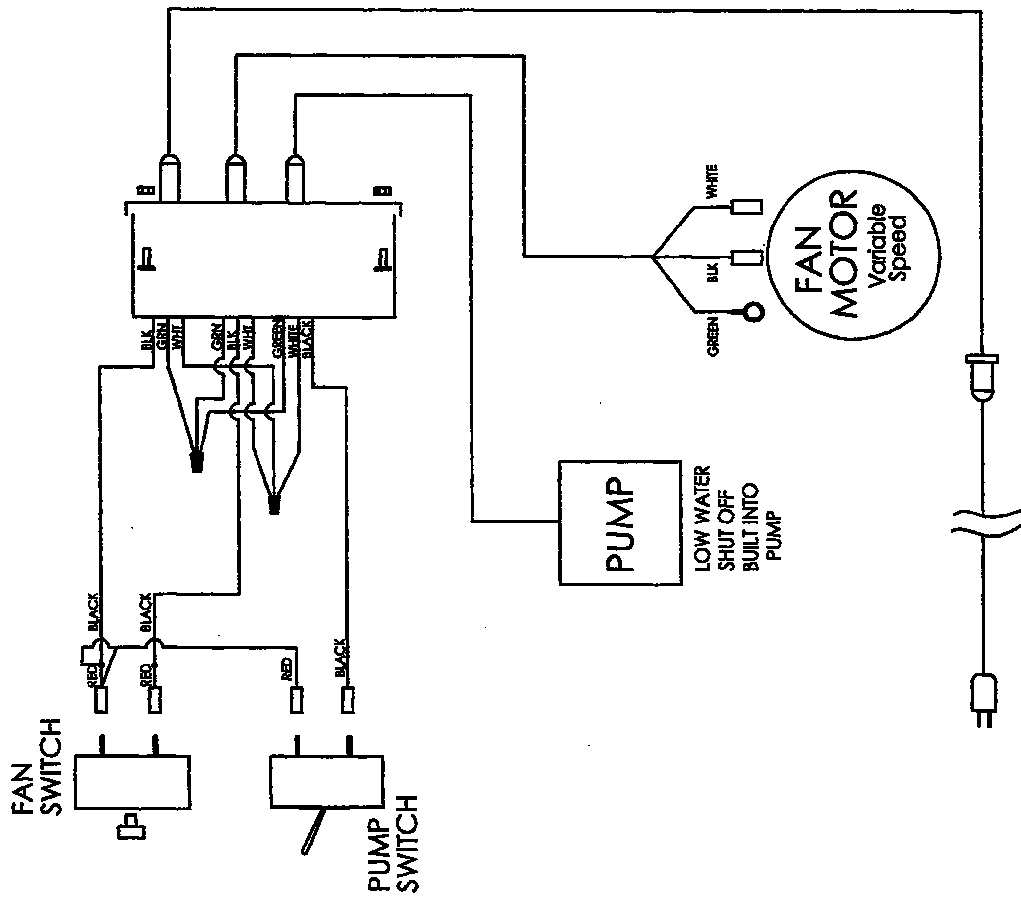 WHITE
BLK
GREEN
FAN
MOTOR
Variable
Speed
BLK
GRN
WHT
GRN
BLK
WHT
GREEN
WHITE
BLACK
PUMP
LOW WATER
SHUT OFF
BUILT INTO
PUMP
BLACK
BLACK
RED
RED
RED
BLACK
FAN
SWITCH
PUMP
SWITCH